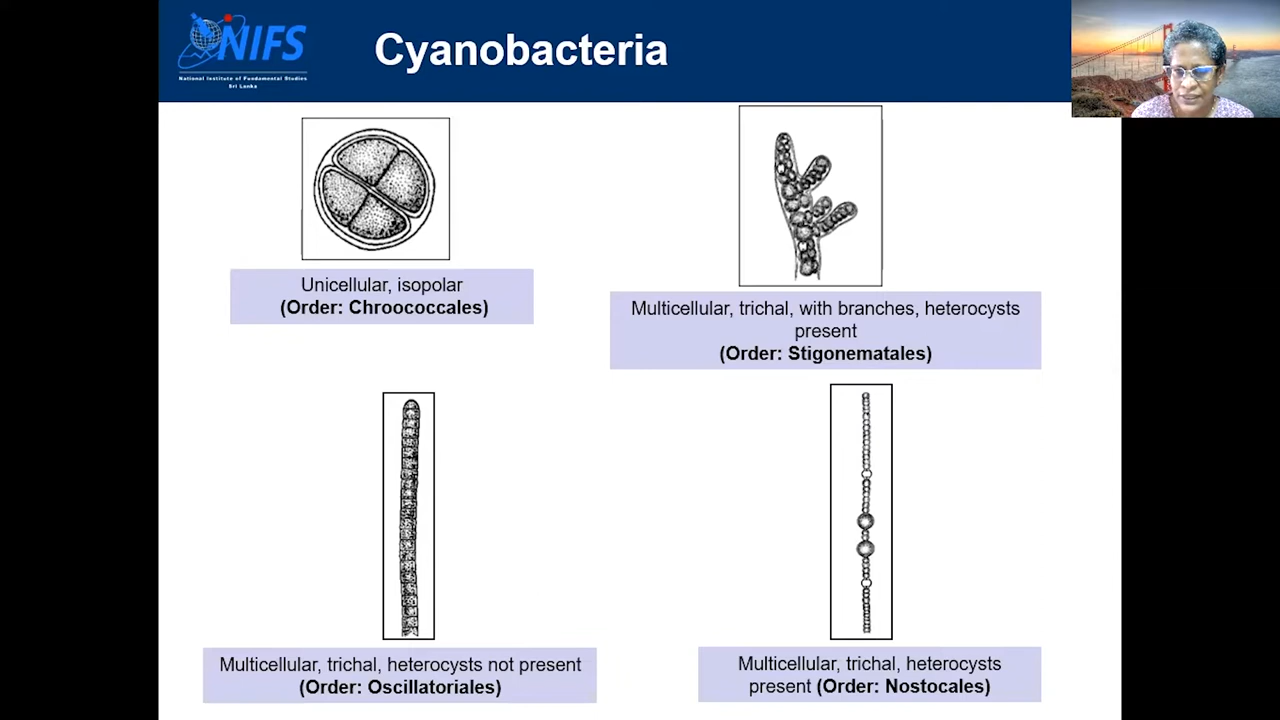 NIFS
National Institute of Fundamental Studies
Sri Lanka
Cyanobacteria
Unicellular, isopolar
(Order: Chroococcales)
Multicellular, trichal, with branches, heterocysts
present
(Order: Stigonematales)
Multicellular, trichal, heterocysts not present
(Order: Oscillatoriales)
Multicellular, trichal, heterocysts
present (Order: Nostocales)